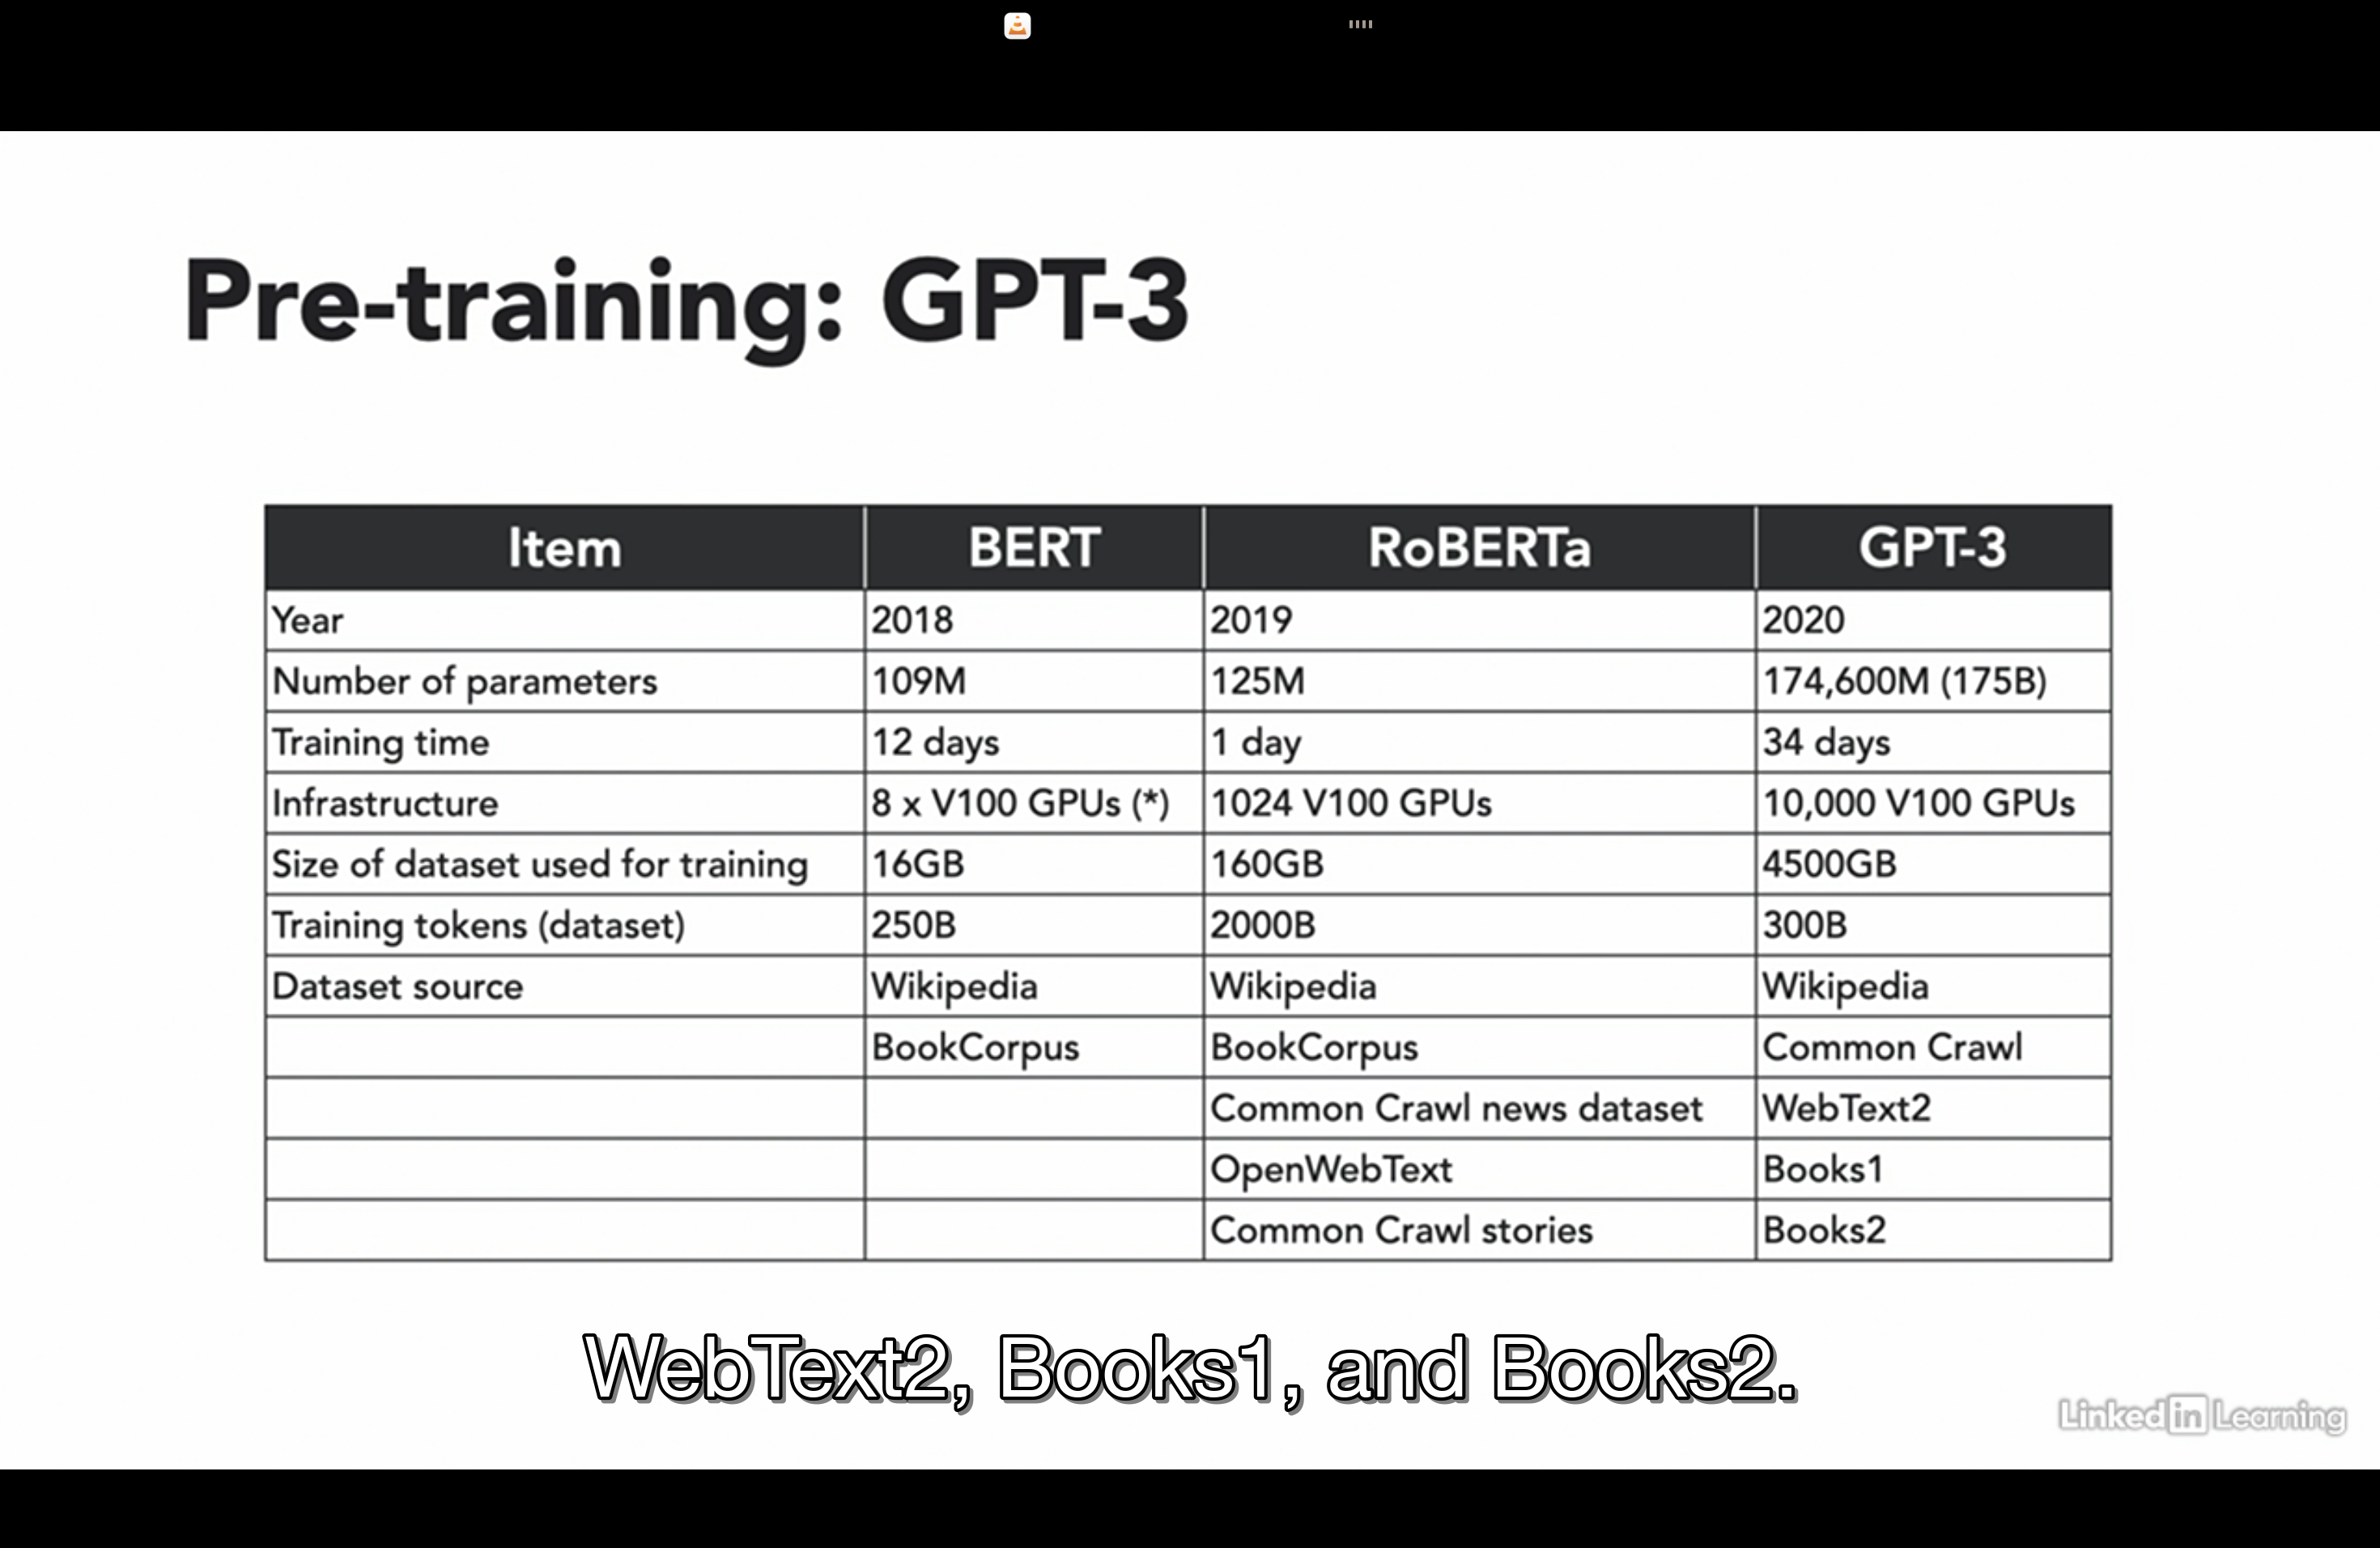 Pre-training: GPT-3
Item BERT RoBERTa GPT-3
Year 2018 2019 2020
Number of parameters 109M 125M 174,600M (175B)
Training time 12 days 1 day 34 days
Infrastructure 8 x V100 GPUs (*) 1024 V100 GPUs 10,000 V100 GPUs
Size of dataset used for training 16GB 160GB 4500GB
Training tokens (dataset) 250B 2000B 300B
Dataset source Wikipedia Wikipedia Wikipedia
BookCorpus BookCorpus Common Crawl
Common Crawl news dataset WebText2
OpenWebText Books1
Common Crawl stories Books2
WebText2, Books1, and Books2.
Linked in Learning